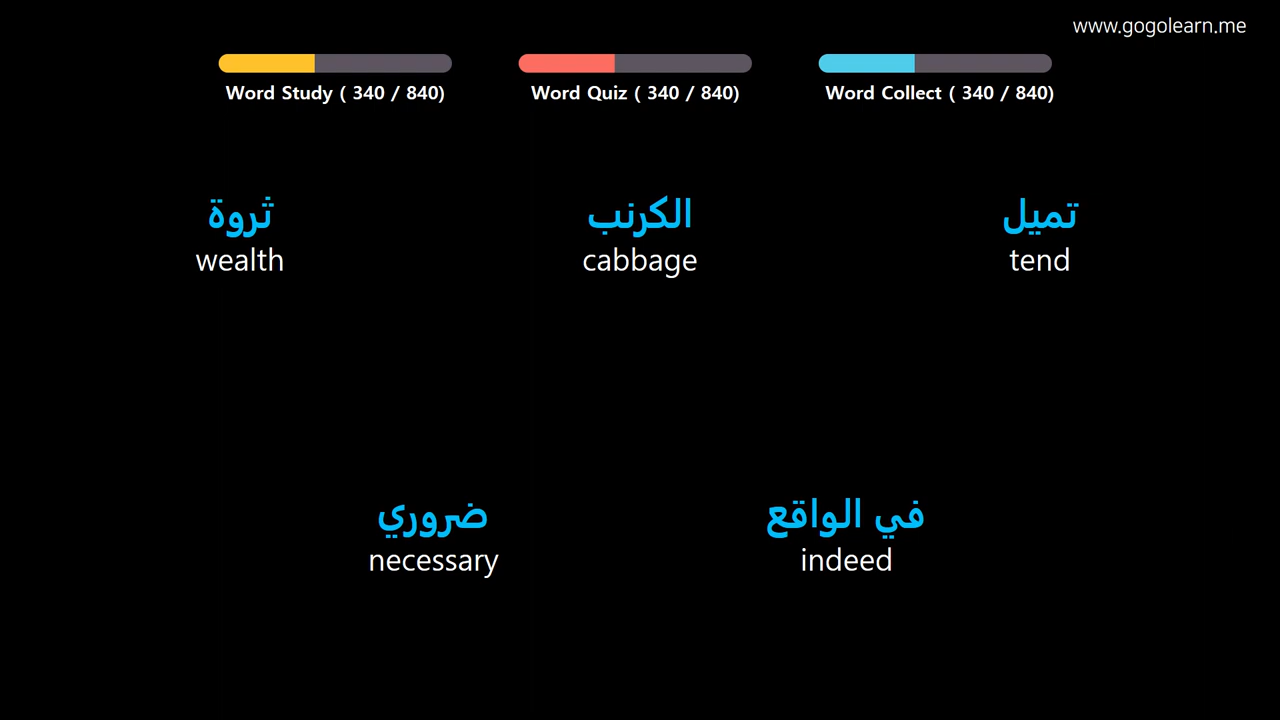 www.gogolearn.me
Word Study ( 340 / 840)
Word Quiz ( 340 / 840)
Word Collect ( 340 / 840)
ثروة
wealth
الكرنب
cabbage
تميل
tend
ضروري
necessary
في الواقع
indeed